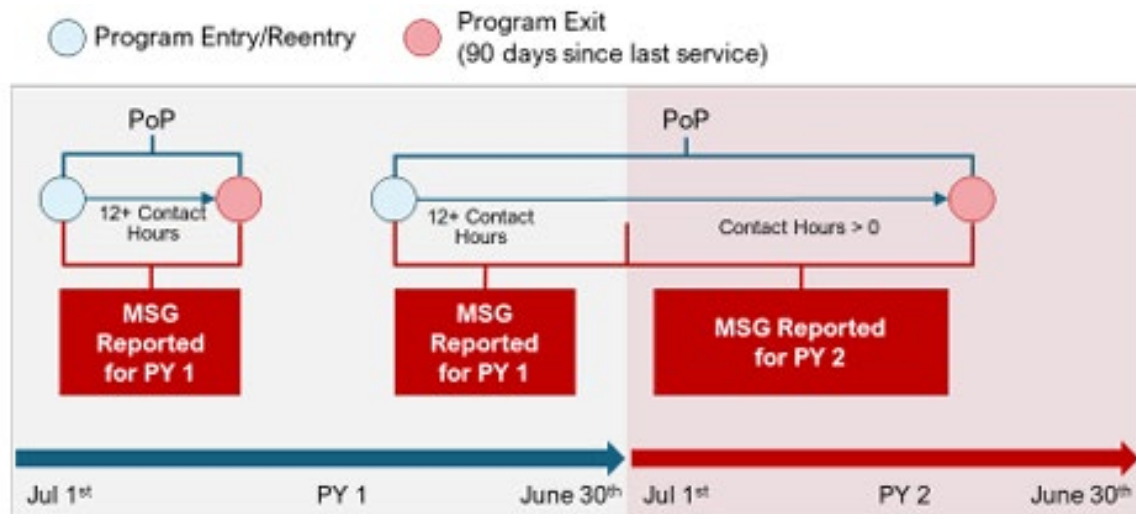 Program Entry/Reentry
Program Exit
(90 days since last service)
PoP
PoP
12+ Contact
Hours
12+ Contact
Hours
Contact Hours > 0
MSG
Reported
for PY 1
MSG
Reported
for PY 1
MSG Reported
for PY 2
Jul 1st
PY 1
June 30th
Jul 1st
PY 2
June 30th